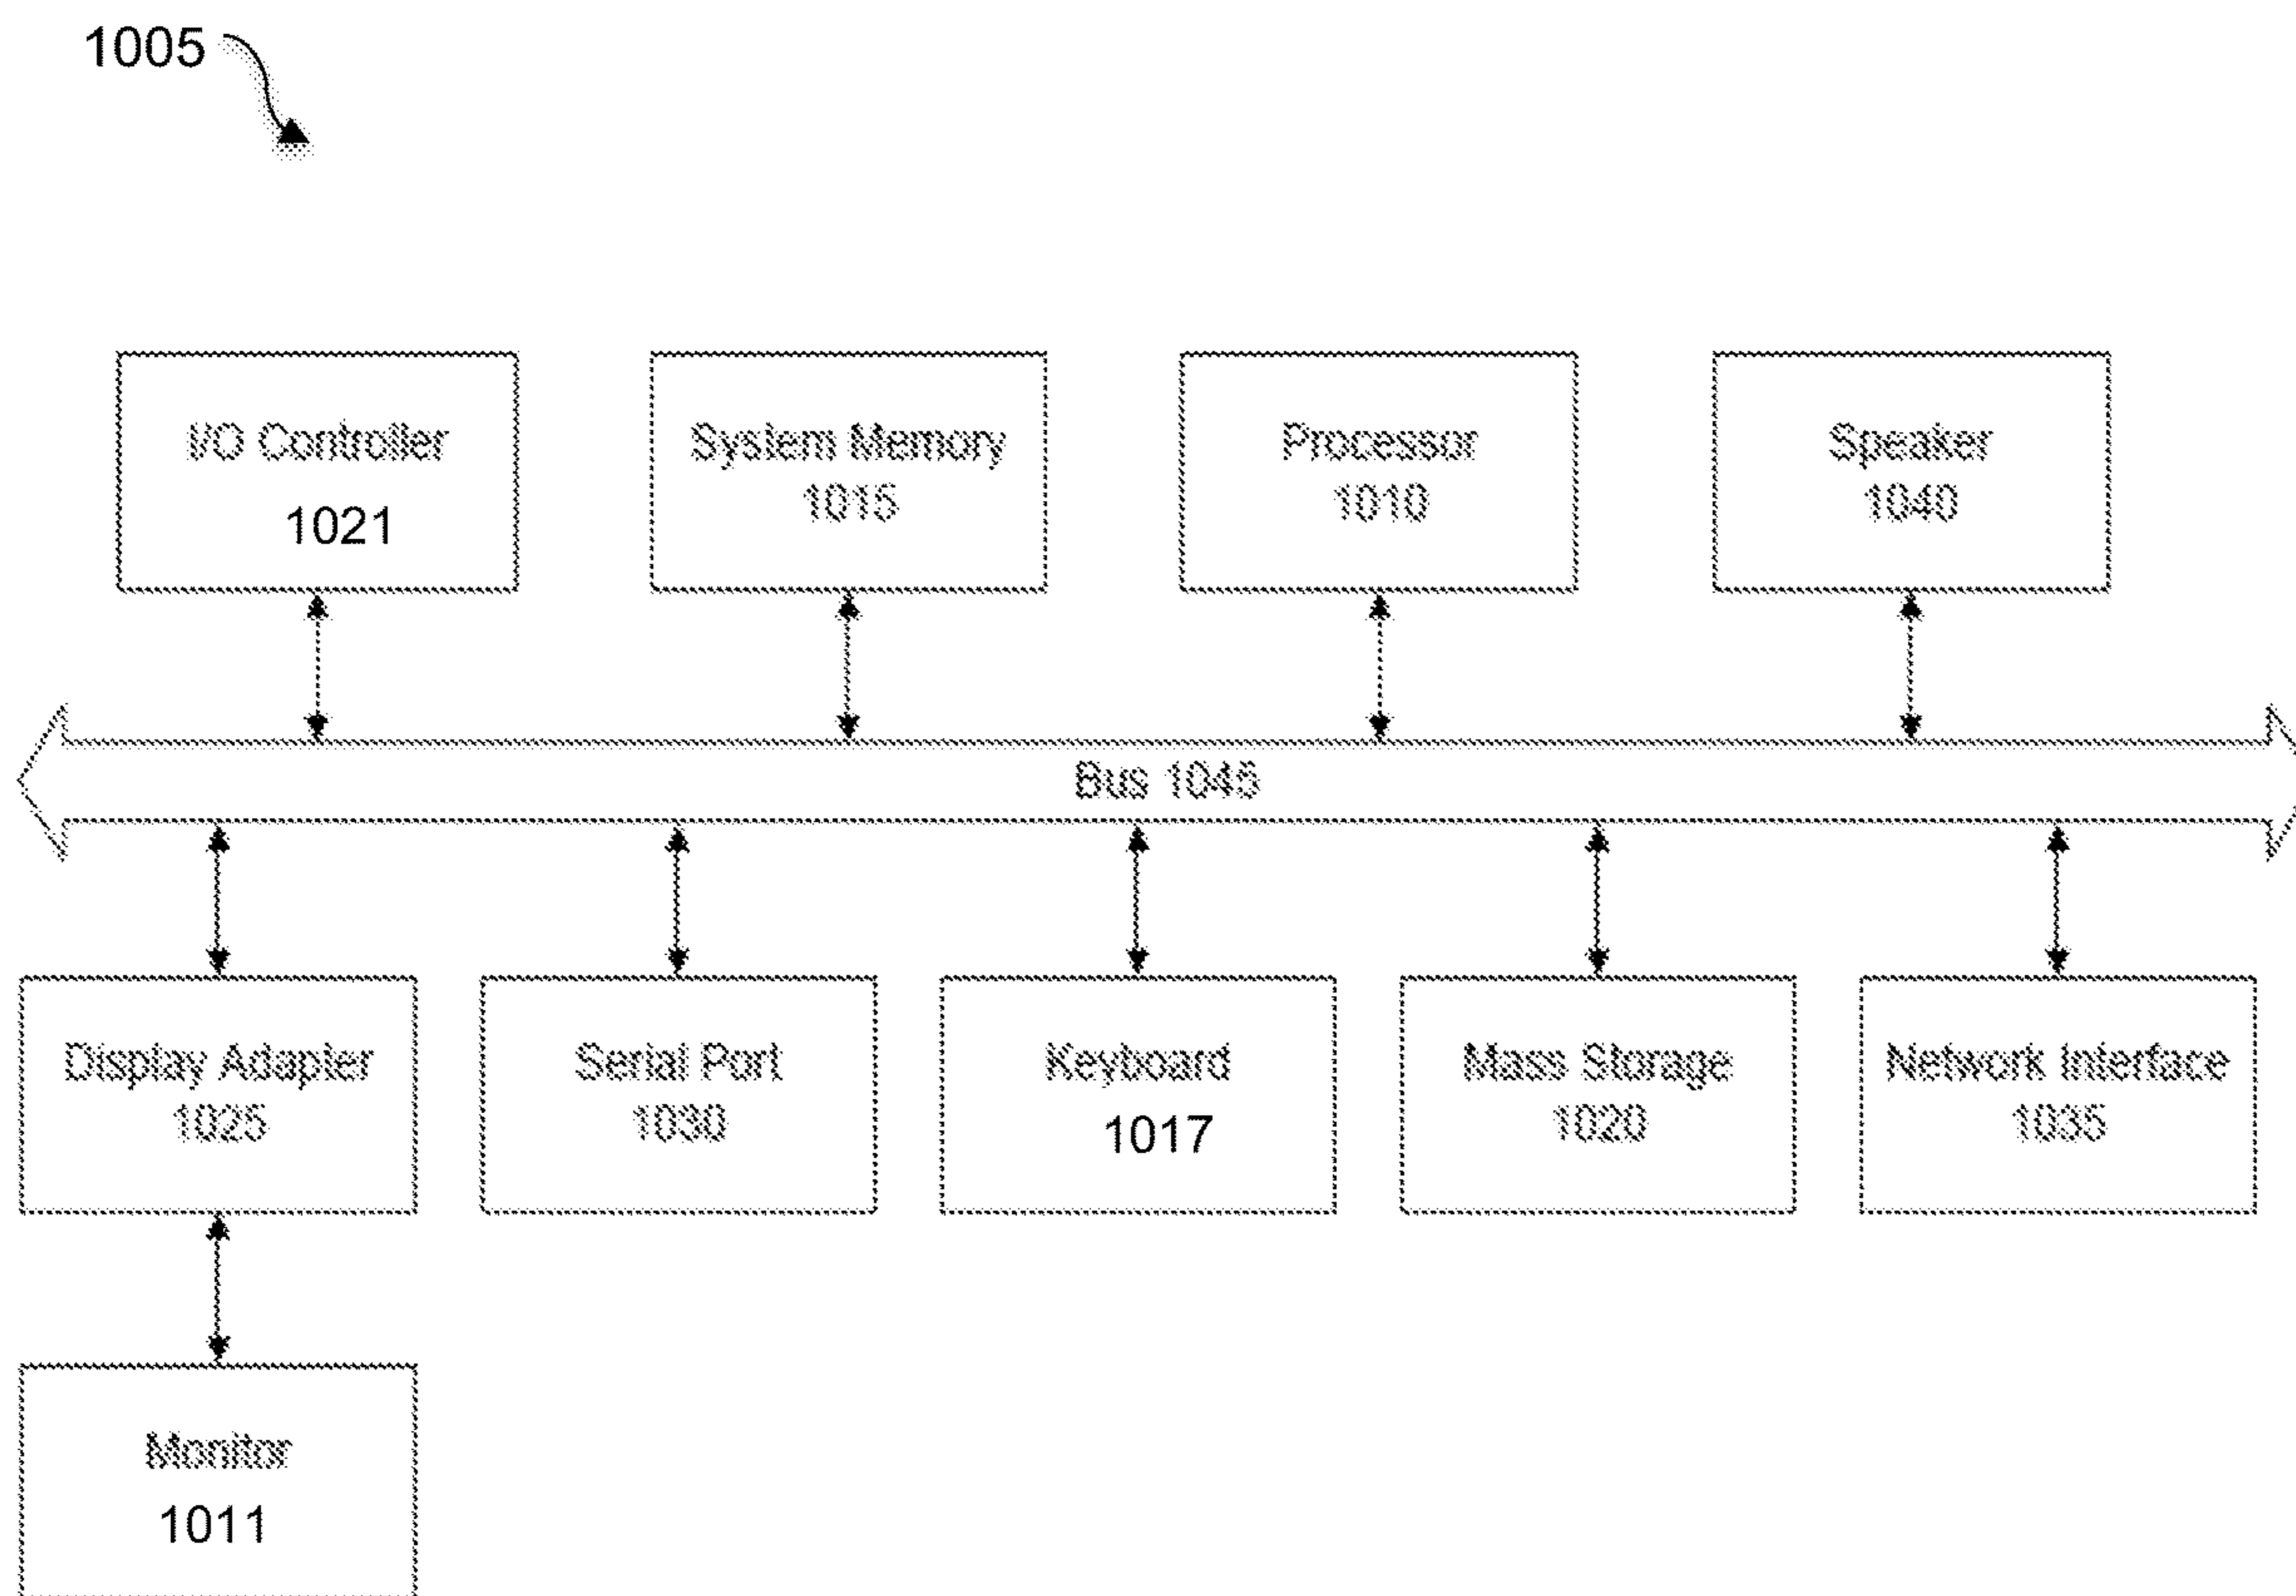 1005
I/O Controller
1021
System Memory
1015
Processor
1010
Speaker
1040
Bus 1045
Display Adapter
1025
Serial Port
1030
Keyboard
1017
Mass Storage
1020
Network Interface
1035
Monitor
1011